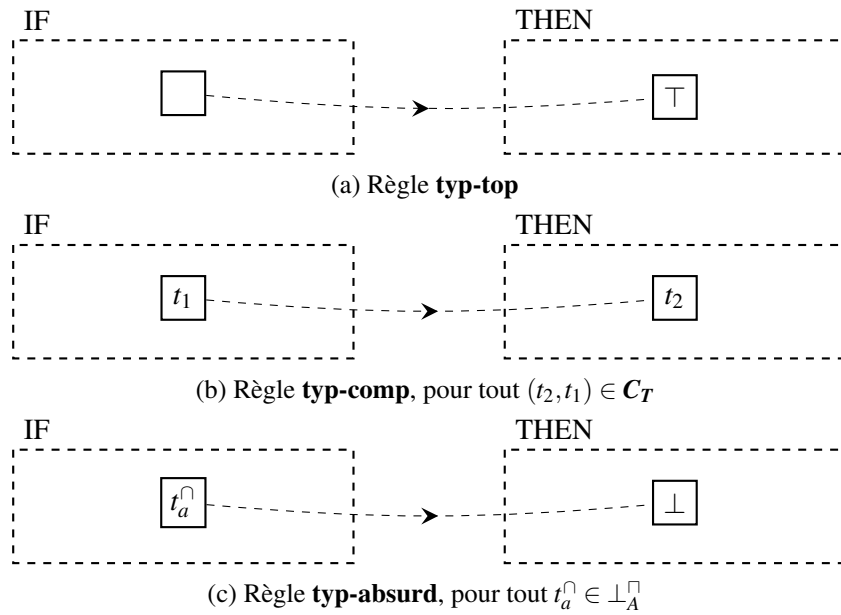 IF THEN
⊤
(a) Règle typ-top
IF THEN
t₁ t₂
(b) Règle typ-comp, pour tout (t₂,t₁) ∈ C_T
IF THEN
t_a^∩ ⊥
(c) Règle typ-absurd, pour tout t_a^∩ ∈ ⊥_A^⊓